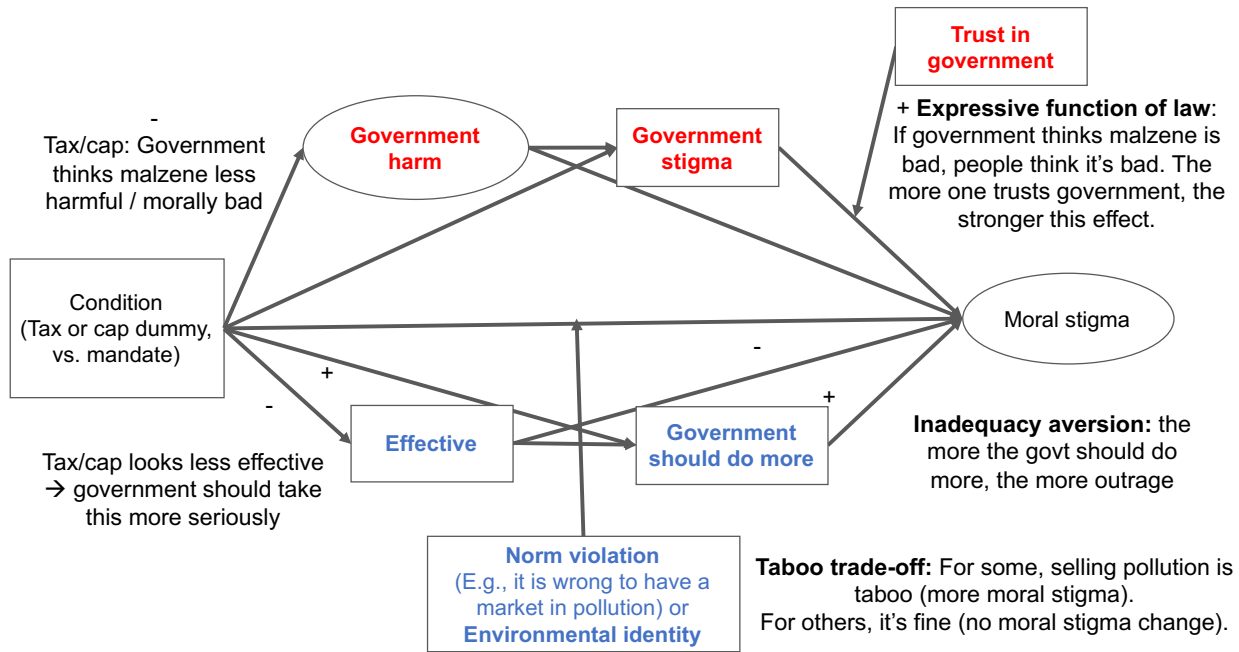 Trust in
government
+ Expressive function of law:
If government thinks malzene is
bad, people think it's bad. The
more one trusts government, the
stronger this effect.
-
Tax/cap: Government
thinks malzene less
harmful / morally bad
Government
harm
Government
stigma
Condition
(Tax or cap dummy,
vs. mandate)
Moral stigma
-
+
-
+
Effective
Government
should do more
Inadequacy aversion: the
more the govt should do
more, the more outrage
Tax/cap looks less effective
→ government should take
this more seriously
Norm violation
(E.g., it is wrong to have a
market in pollution) or
Environmental identity
Taboo trade-off: For some, selling pollution is
taboo (more moral stigma).
For others, it's fine (no moral stigma change).